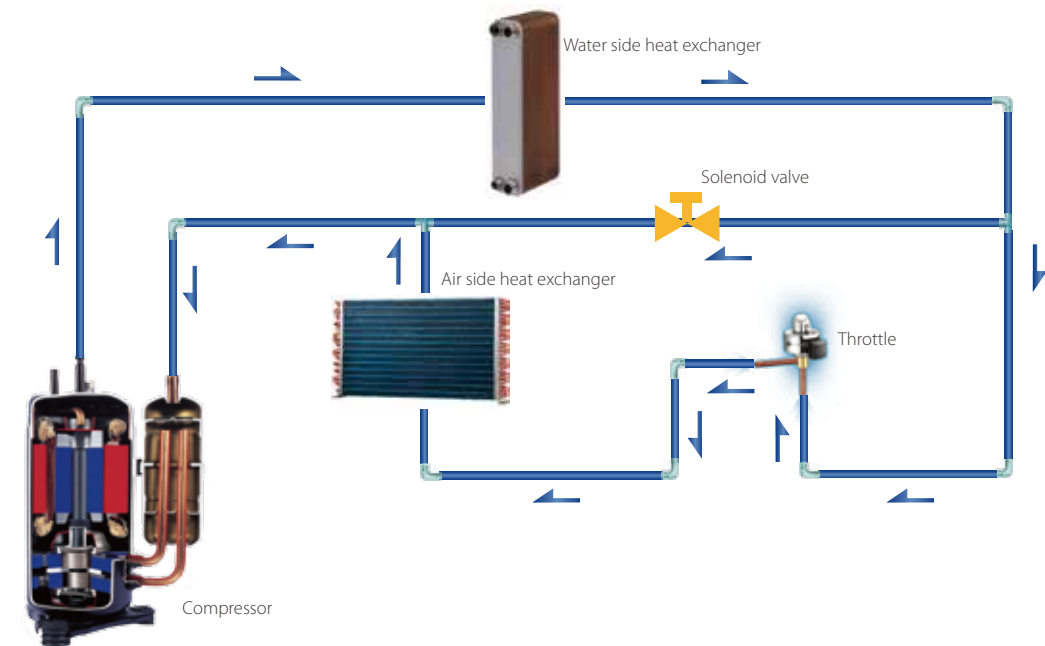 Water side heat exchanger
Solenoid valve
Air side heat exchanger
Throttle
Compressor